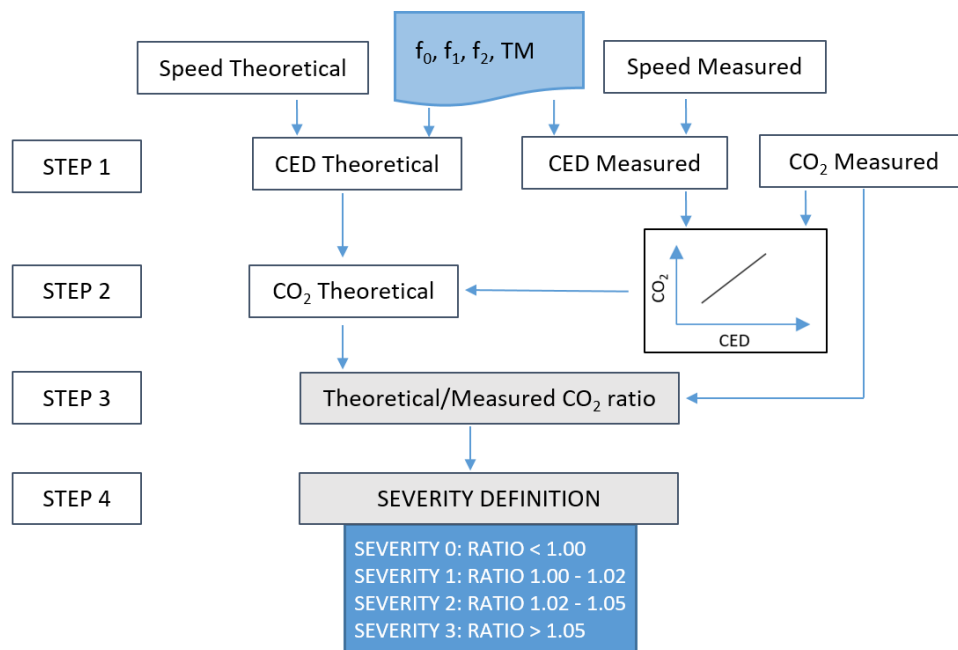 f₀, f₁, f₂, TM
Speed Theoretical
Speed Measured
STEP 1
CED Theoretical
CED Measured
CO₂ Measured
STEP 2
CO₂ Theoretical
CO₂
CED
STEP 3
Theoretical/Measured CO₂ ratio
STEP 4
SEVERITY DEFINITION
SEVERITY 0: RATIO < 1.00
SEVERITY 1: RATIO 1.00 - 1.02
SEVERITY 2: RATIO 1.02 - 1.05
SEVERITY 3: RATIO > 1.05